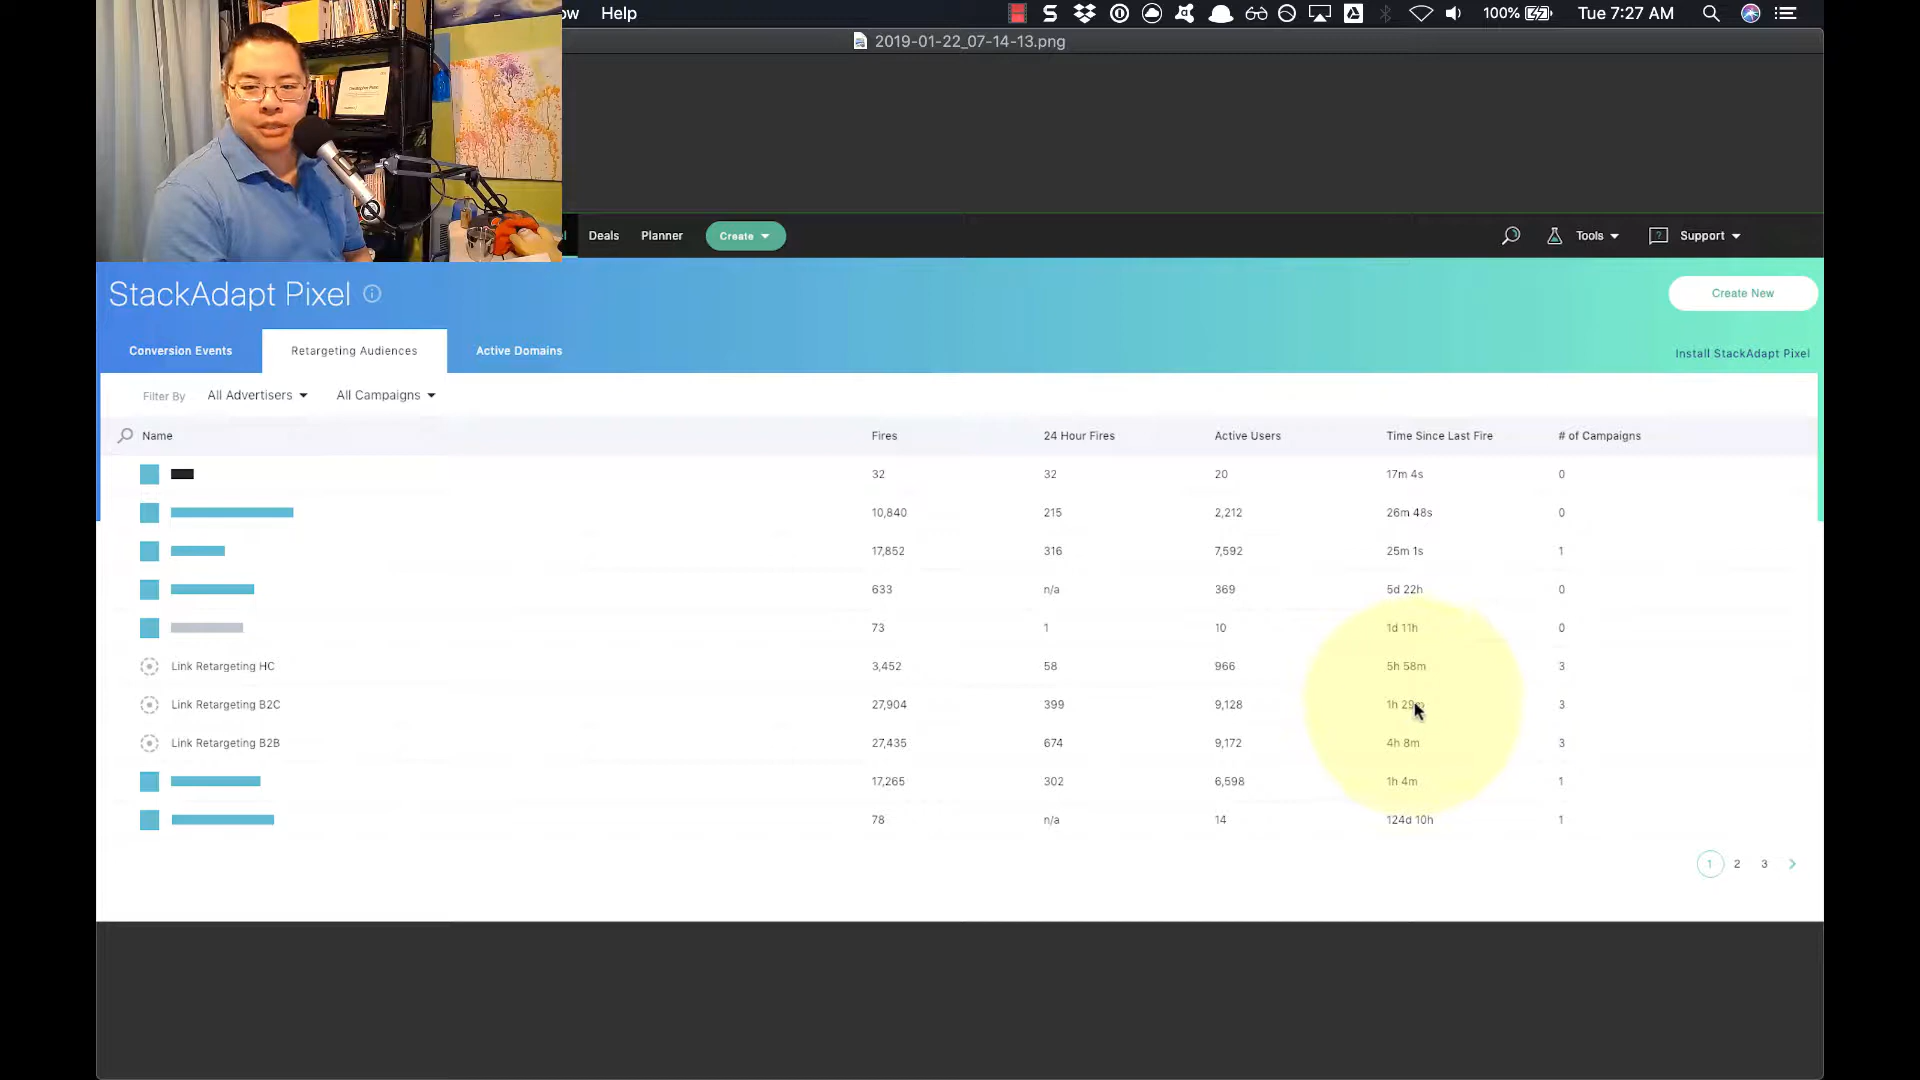 ow Help
100% Tue 7:27 AM
2019-01-22_07-14-13.png
Deals Planner Create Tools Support
StackAdapt Pixel
Create New
Conversion Events Retargeting Audiences Active Domains
Install StackAdapt Pixel
Filter By All Advertisers All Campaigns
Name Fires 24 Hour Fires Active Users Time Since Last Fire # of Campaigns
32 32 20 17m 4s 0
10,840 215 2,212 26m 48s 0
17,852 316 7,592 25m 1s 1
633 n/a 369 5d 22h 0
73 1 10 1d 11h 0
Link Retargeting HC 3,452 58 966 5h 58m 3
Link Retargeting B2C 27,904 399 9,128 1h 29m 3
Link Retargeting B2B 27,435 674 9,172 4h 8m 3
17,265 302 6,598 1h 4m 1
78 n/a 14 124d 10h 1
1 2 3